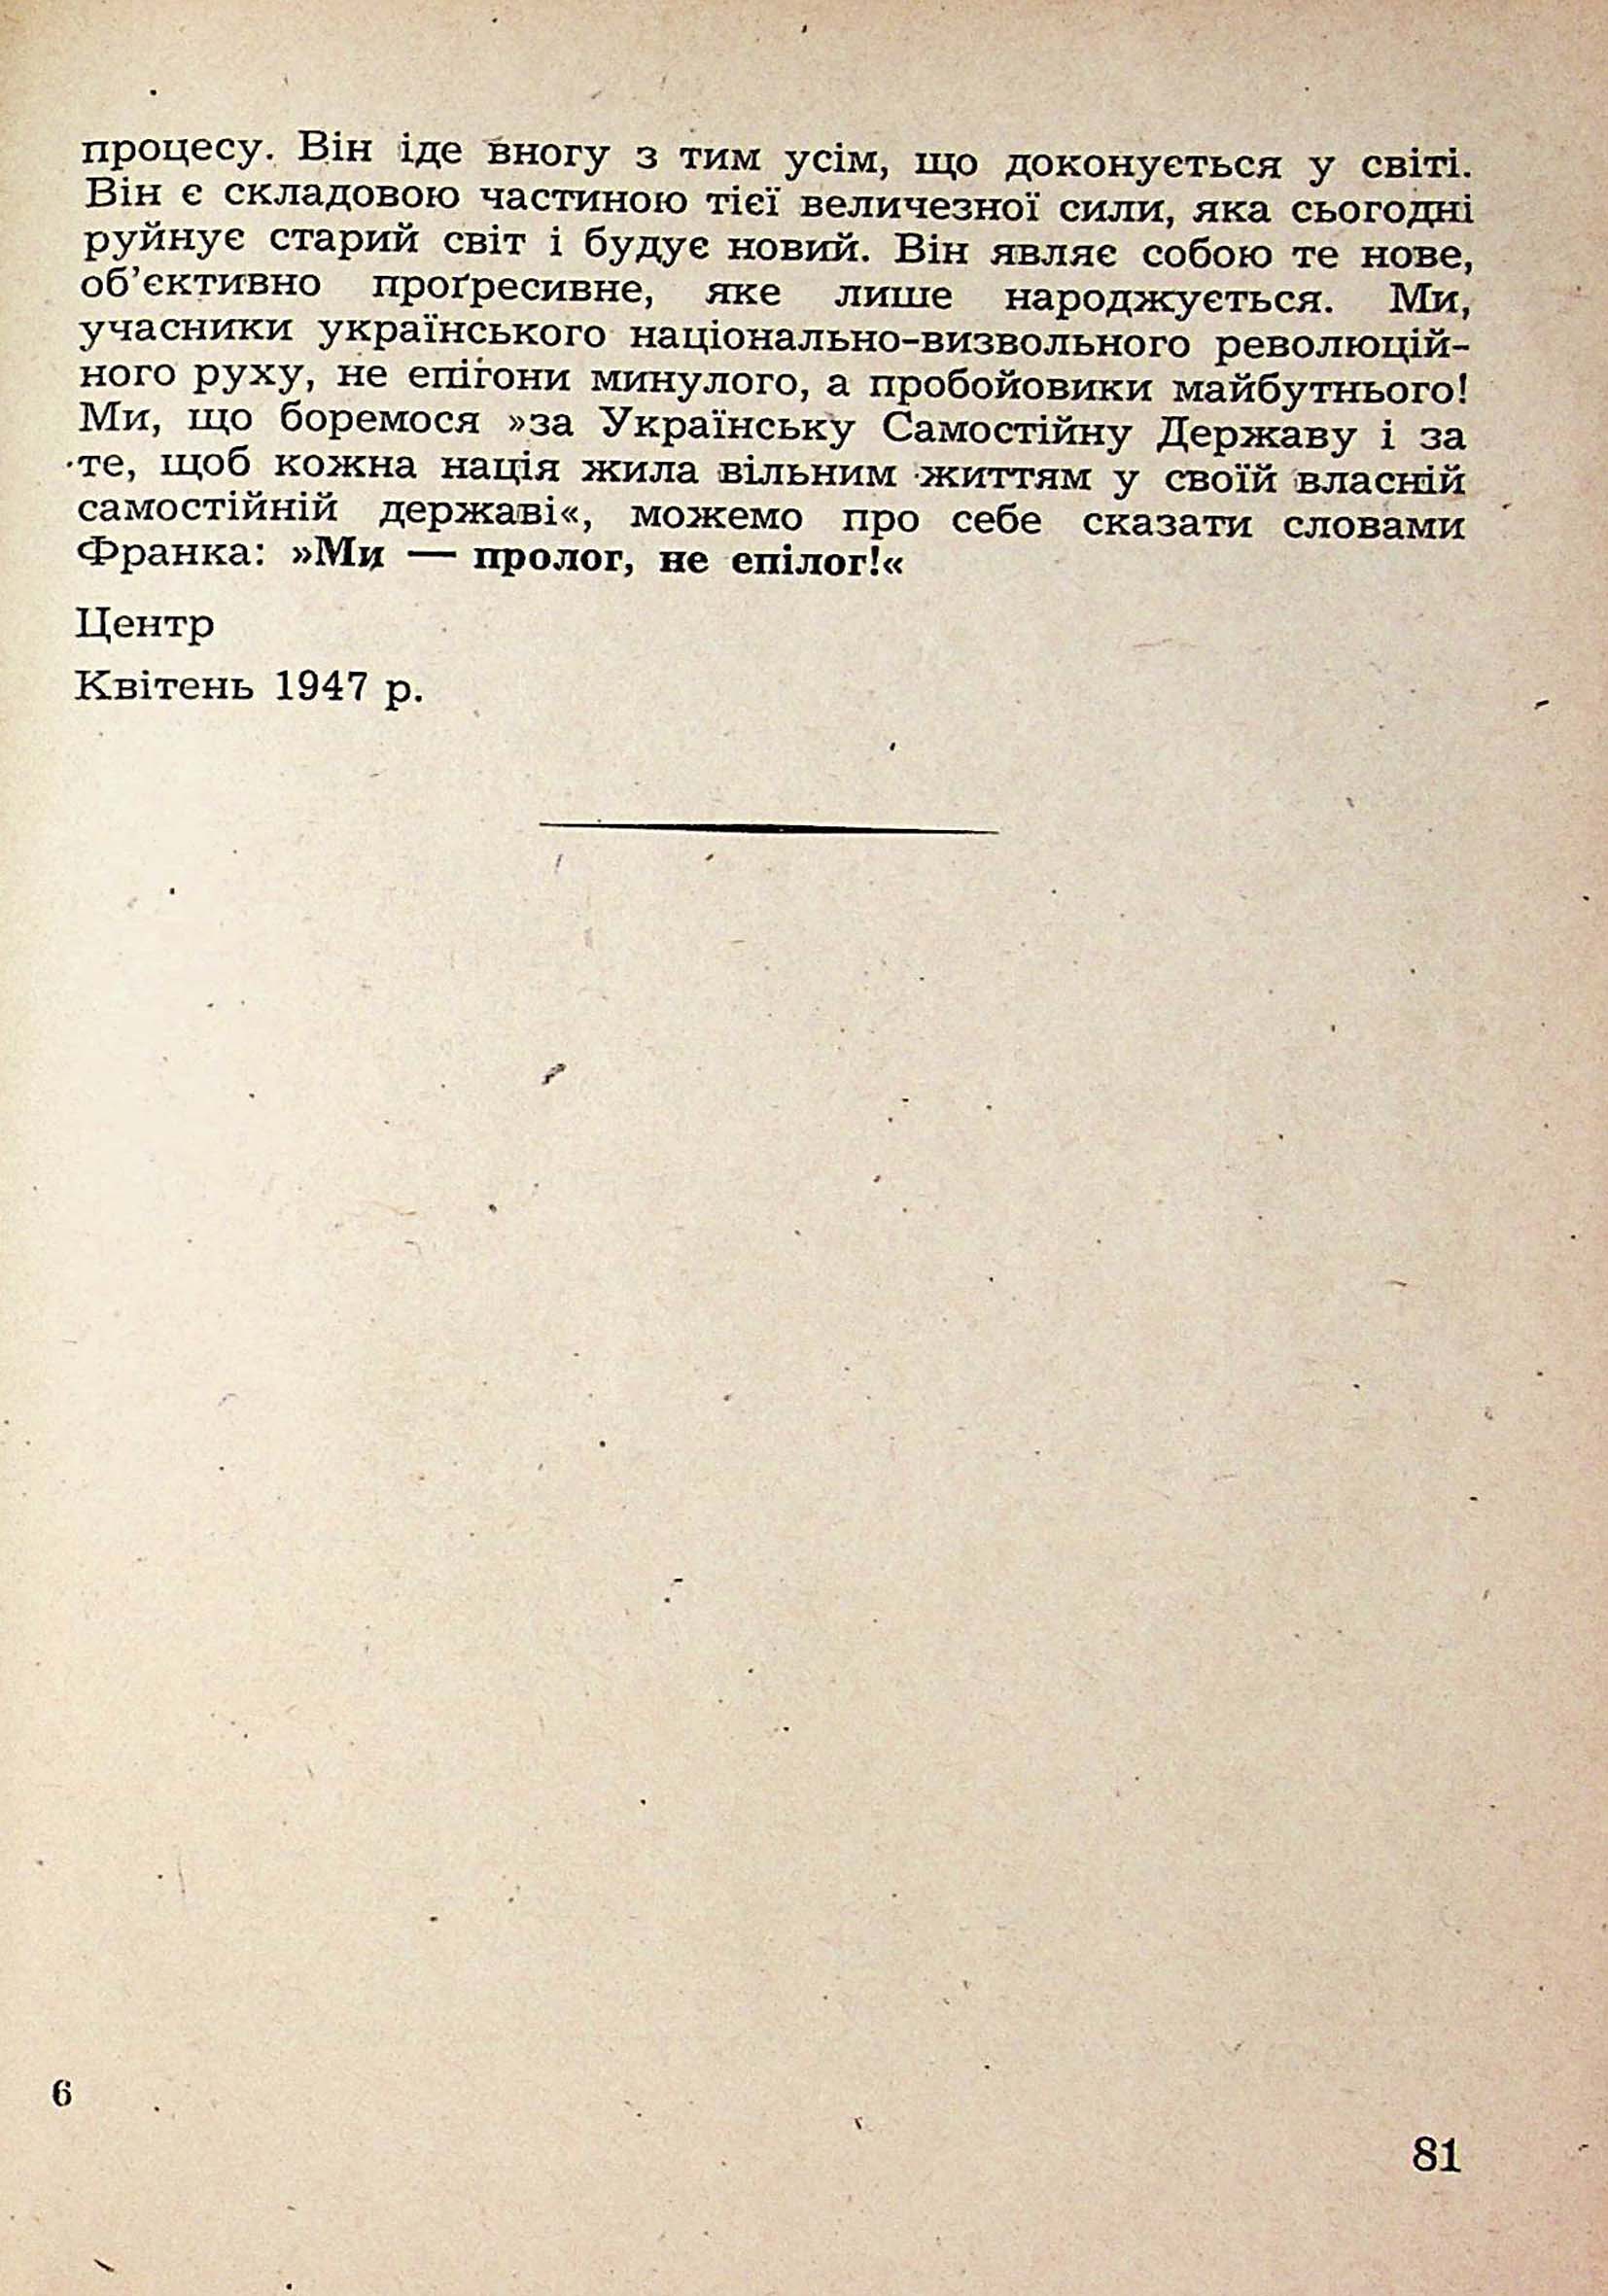 процесу. Він іде вногу з тим усім, що доконується у світі.
Він є складовою частиною тієї величезної сили, яка сьогодні
руйнує старий світ і будує новий. Він являє собою те нове,
об’єктивно проґресивне, яке лише народжується. Ми,
учасники українського національно-визвольного революцій-
ного руху, не епіґони минулого, а пробойовики майбутнього!
Ми, що боремося »за Українську Самостійну Державу і за
те, щоб кожна нація жила вільним життям у своїй власній
самостійній державі«, можемо про себе сказати словами
Франка: »Ми — пролог, не епілог!«
Центр
Квітень 1947 р.
6
81